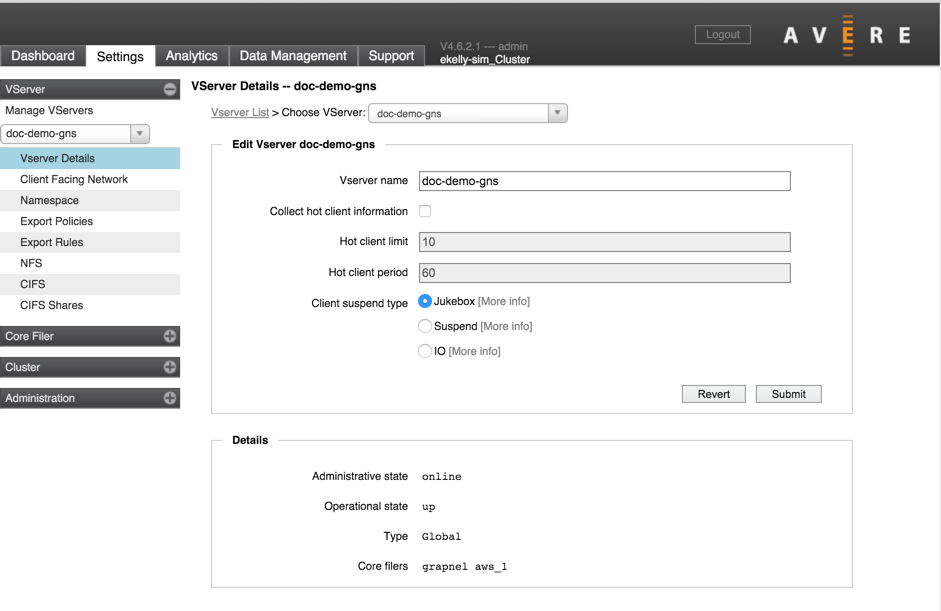 Logout
AVERE
V4.6.2.1 --- admin
Dashboard Settings Analytics Data Management Support ekelly-sim_Cluster
VServer
Manage VServers
doc-demo-gns
Vserver Details
Client Facing Network
Namespace
Export Policies
Export Rules
NFS
CIFS
CIFS Shares
Core Filer
Cluster
Administration
VServer Details -- doc-demo-gns
Vserver List > Choose VServer: doc-demo-gns
Edit Vserver doc-demo-gns
Vserver name doc-demo-gns
Collect hot client information
Hot client limit 10
Hot client period 60
Client suspend type Jukebox [More info]
Suspend [More info]
IO [More info]
Revert Submit
Details
Administrative state online
Operational state up
Type Global
Core filers grapnel aws_1